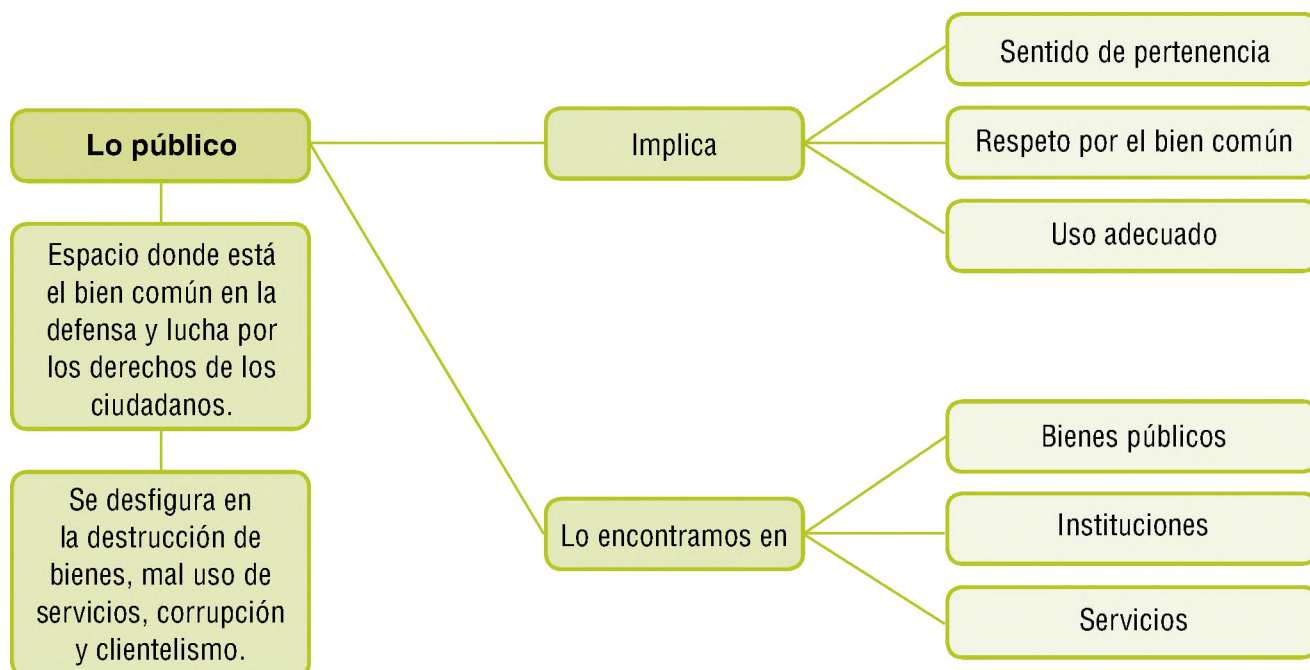 Lo público
Espacio donde está
el bien común en la
defensa y lucha por
los derechos de los
ciudadanos.
Se desfigura en
la destrucción de
bienes, mal uso de
servicios, corrupción
y clientelismo.
Implica
Sentido de pertenencia
Respeto por el bien común
Uso adecuado
Lo encontramos en
Bienes públicos
Instituciones
Servicios